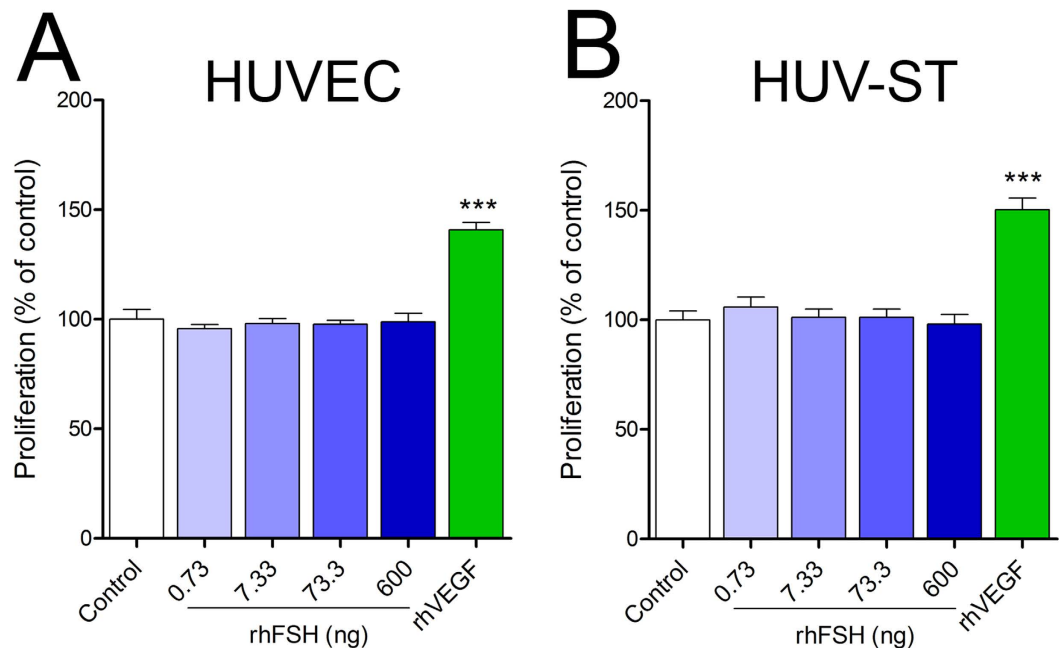 A
HUVEC
Proliferation (% of control)
200
150
100
50
0
***
Control
0.73
7.33
73.3
600
rhVEGF
rhFSH (ng)
B
HUV-ST
Proliferation (% of control)
200
150
100
50
0
***
Control
0.73
7.33
73.3
600
rhVEGF
rhFSH (ng)